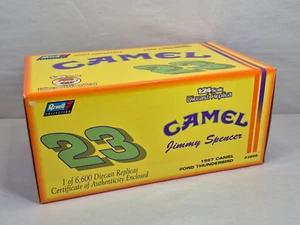 CAMEL
Revell
COLLECTION
1:24 Scale
Diecast Replica
23
CAMEL
Jimmy Spencer
1997 CAMEL
FORD THUNDERBIRD
1 of 6,600 Diecast Replicas
Certificate of Authenticity Enclosed